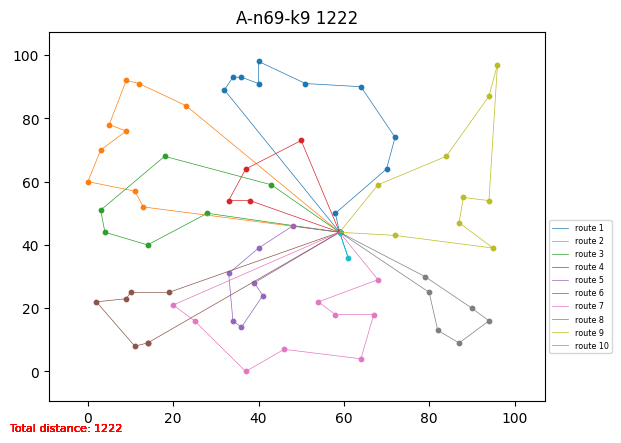 A-n69-k9 1222
100
80
60
40
20
0
0 20 40 60 80 100
route 1
route 2
route 3
route 4
route 5
route 6
route 7
route 8
route 9
route 10
Total distance: 1222